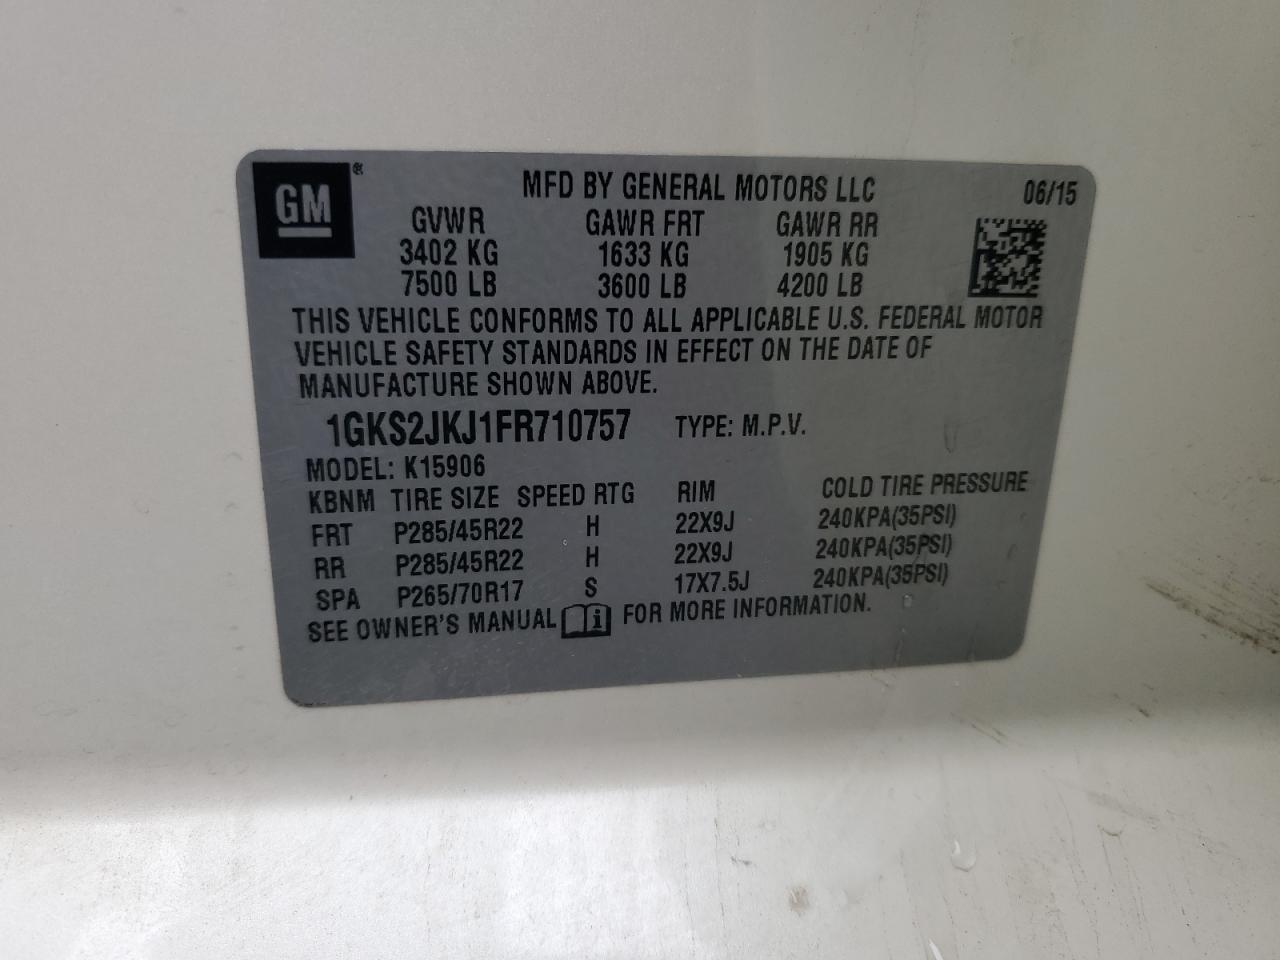 GM®
MFD BY GENERAL MOTORS LLC 06/15
GVWR GAWR FRT GAWR RR
3402 KG 1633 KG 1905 KG
7500 LB 3600 LB 4200 LB
THIS VEHICLE CONFORMS TO ALL APPLICABLE U.S. FEDERAL MOTOR
VEHICLE SAFETY STANDARDS IN EFFECT ON THE DATE OF
MANUFACTURE SHOWN ABOVE.
1GKS2JKJ1FR710757 TYPE: M.P.V.
MODEL: K15906
KBNM TIRE SIZE SPEED RTG RIM COLD TIRE PRESSURE
FRT P285/45R22 H 22X9J 240KPA(35PSI)
RR P285/45R22 H 22X9J 240KPA(35PSI)
SPA P265/70R17 S 17X7.5J 240KPA(35PSI)
SEE OWNER'S MANUAL i FOR MORE INFORMATION.